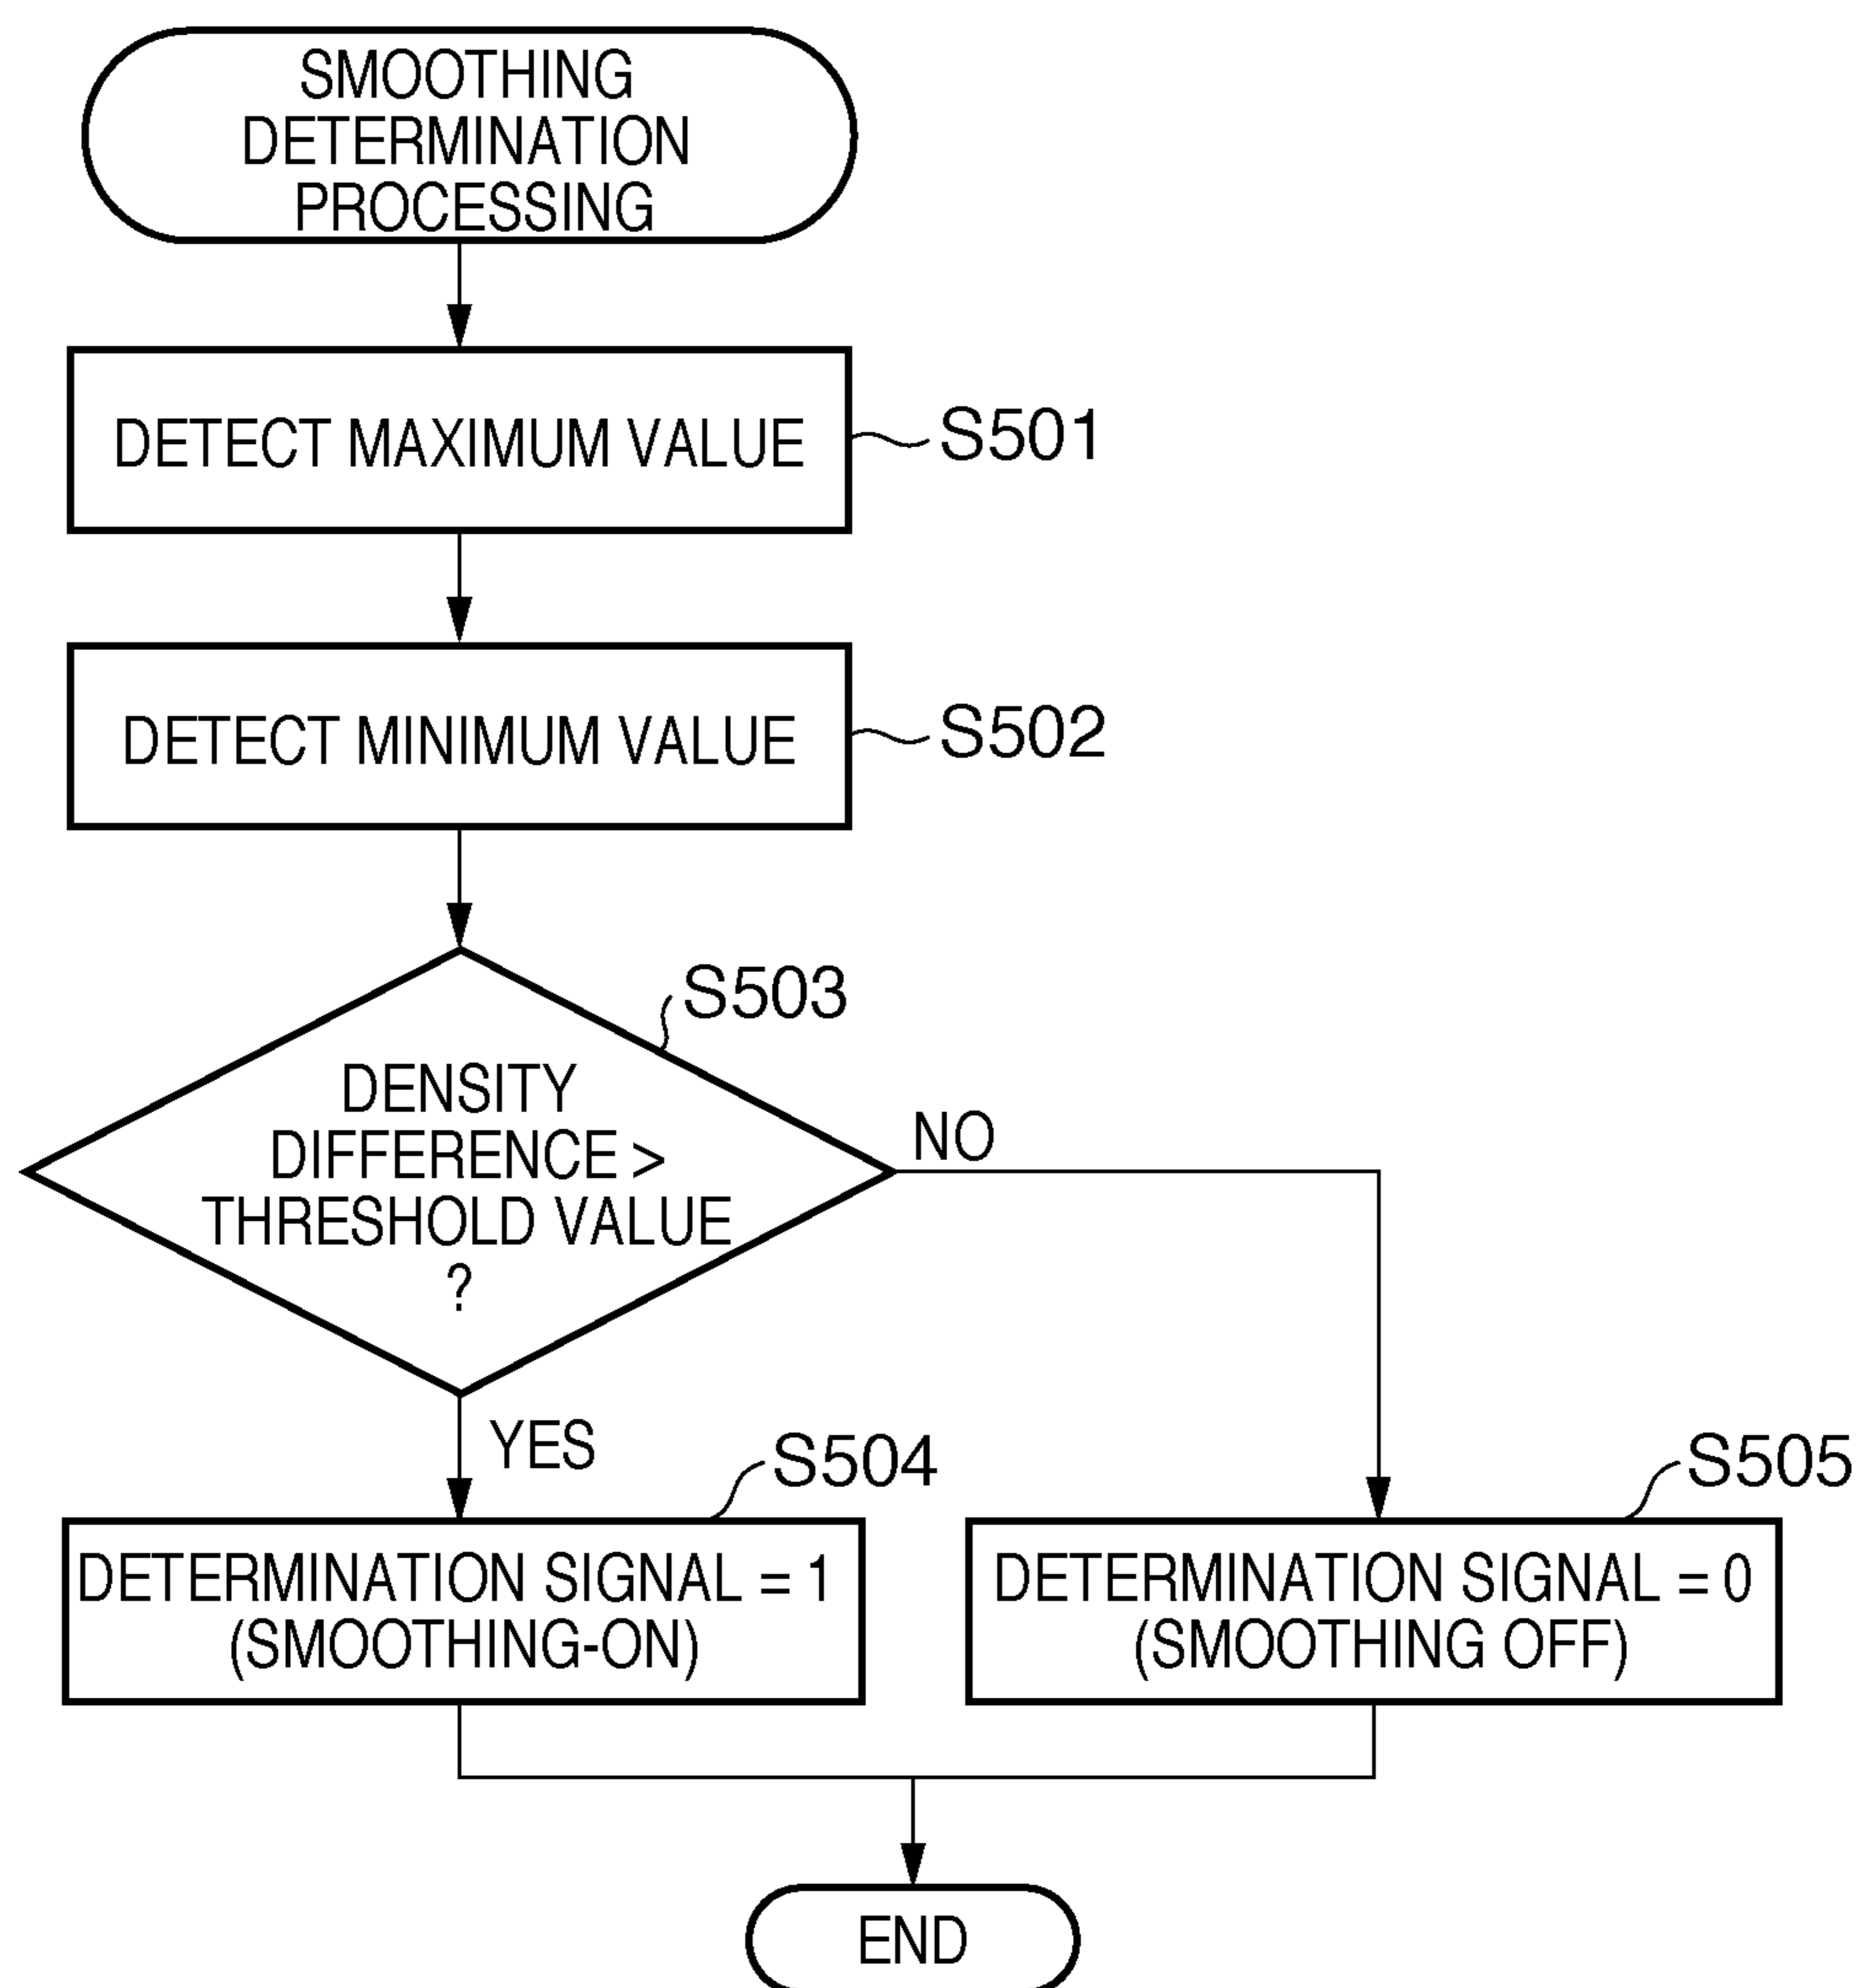 SMOOTHING
DETERMINATION
PROCESSING
DETECT MAXIMUM VALUE
S501
DETECT MINIMUM VALUE
S502
S503
DENSITY
DIFFERENCE >
THRESHOLD VALUE
?
NO
YES
S504
S505
DETERMINATION SIGNAL = 1
(SMOOTHING-ON)
DETERMINATION SIGNAL = 0
(SMOOTHING OFF)
END